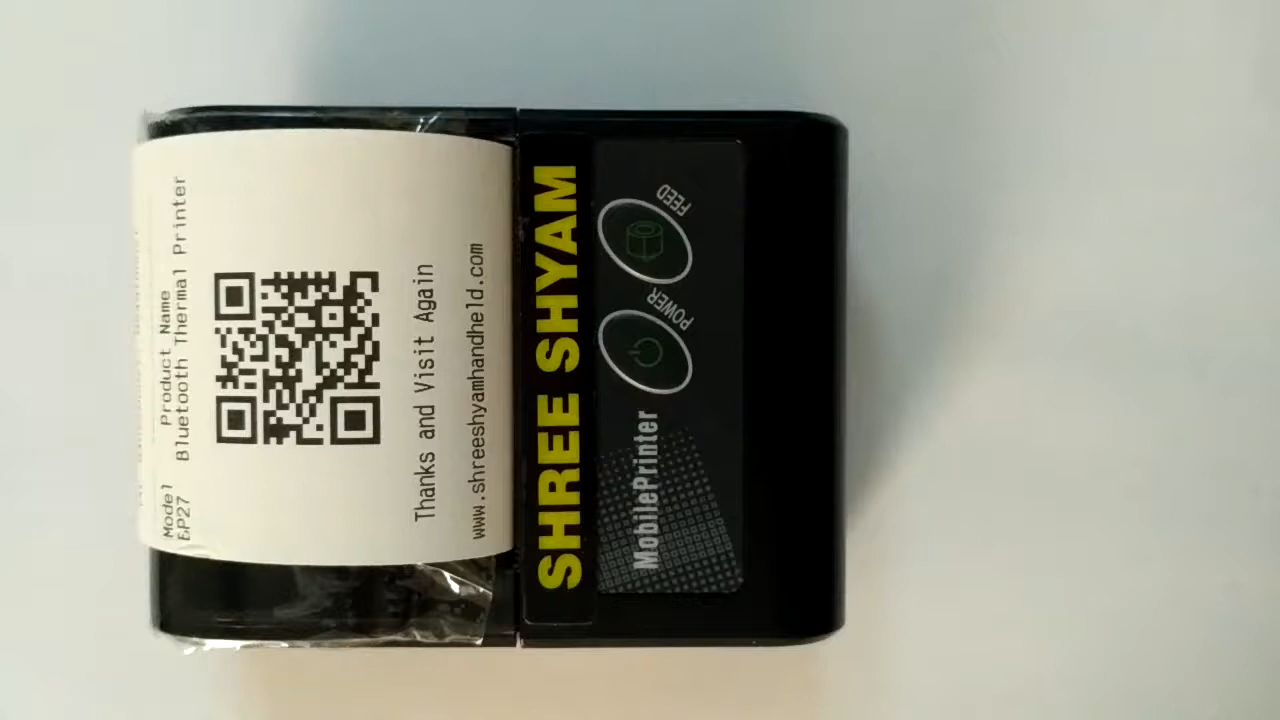 Model Product Name
EP27 Bluetooth Thermal Printer
Thanks and Visit Again
www.shreeshyamhandheld.com
SHREE SHYAM
MobilePrinter
POWER
FEED